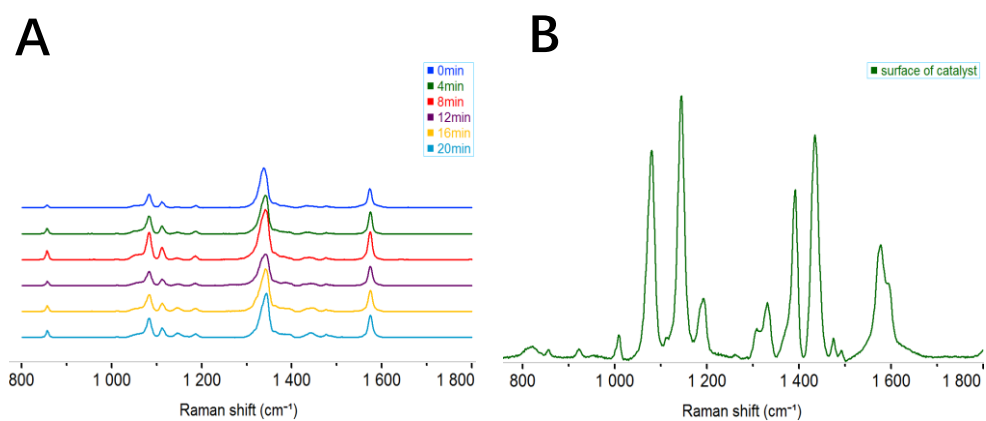 A
0min
4min
8min
12min
16min
20min
800 1 000 1 200 1 400 1 600 1 800
Raman shift (cm⁻¹)
B
surface of catalyst
800 1 000 1 200 1 400 1 600 1 800
Raman shift (cm⁻¹)